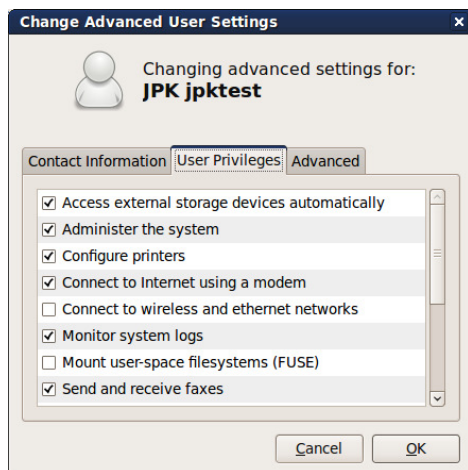 Change Advanced User Settings
Changing advanced settings for:
JPK jpktest
Contact Information User Privileges Advanced
Access external storage devices automatically
Administer the system
Configure printers
Connect to Internet using a modem
Connect to wireless and ethernet networks
Monitor system logs
Mount user-space filesystems (FUSE)
Send and receive faxes
Cancel OK